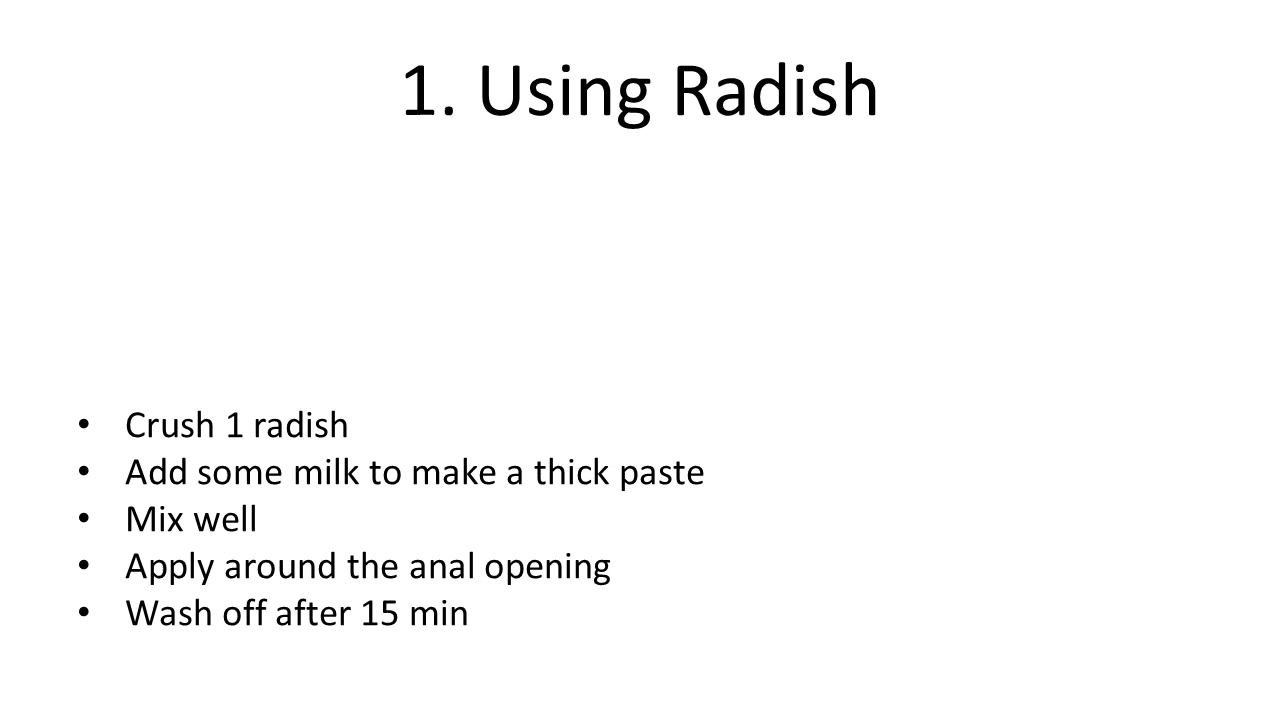 1. Using Radish
• Crush 1 radish
• Add some milk to make a thick paste
• Mix well
• Apply around the anal opening
• Wash off after 15 min